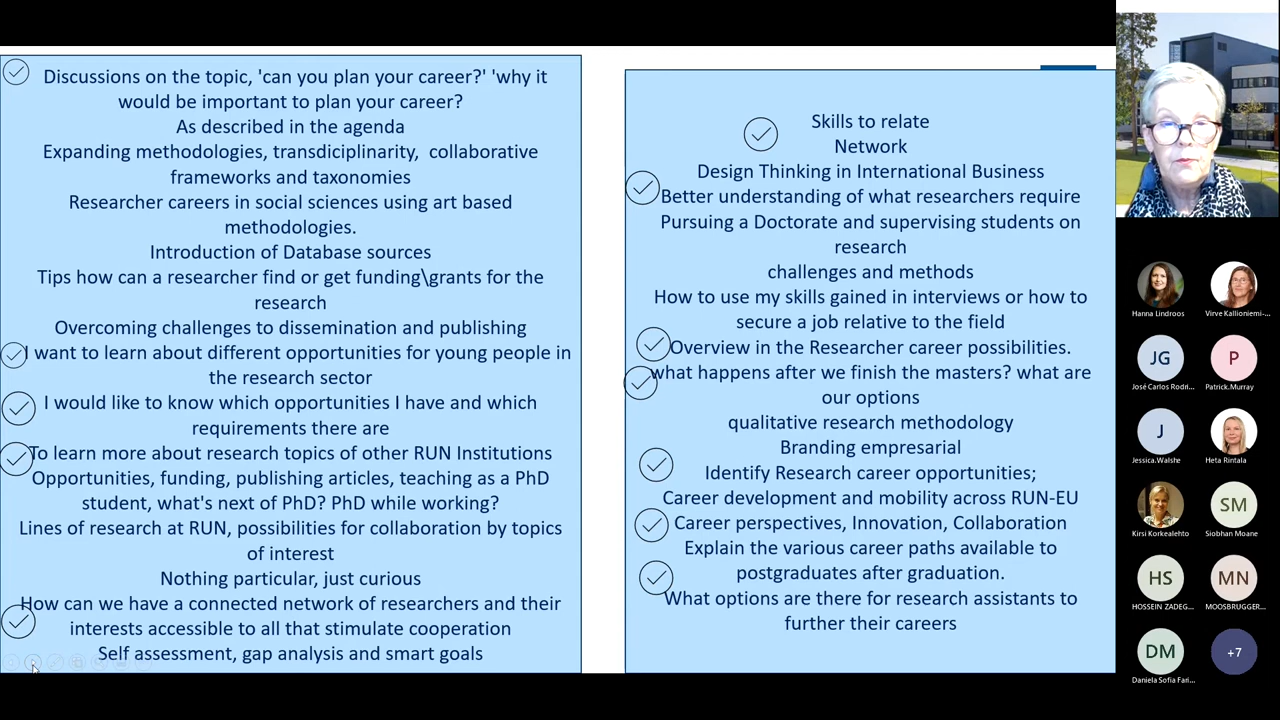 Discussions on the topic, 'can you plan your career?' 'why it
would be important to plan your career?
As described in the agenda
Expanding methodologies, transdiciplinarity,  collaborative
frameworks and taxonomies
Researcher careers in social sciences using art based
methodologies.
Introduction of Database sources
Tips how can a researcher find or get funding\grants for the
research
Overcoming challenges to dissemination and publishing
I want to learn about different opportunities for young people in
the research sector
I would like to know which opportunities I have and which
requirements there are
To learn more about research topics of other RUN Institutions
Opportunities, funding, publishing articles, teaching as a PhD
student, what's next of PhD? PhD while working?
Lines of research at RUN, possibilities for collaboration by topics
of interest
Nothing particular, just curious
How can we have a connected network of researchers and their
interests accessible to all that stimulate cooperation
Self assessment, gap analysis and smart goals
Skills to relate
Network
Design Thinking in International Business
Better understanding of what researchers require
Pursuing a Doctorate and supervising students on
research
challenges and methods
How to use my skills gained in interviews or how to
secure a job relative to the field
Overview in the Researcher career possibilities.
what happens after we finish the masters? what are
our options
qualitative research methodology
Branding empresarial
Identify Research career opportunities;
Career development and mobility across RUN-EU
Career perspectives, Innovation, Collaboration
Explain the various career paths available to
postgraduates after graduation.
What options are there for research assistants to
further their careers
Hanna Lindroos
Virve Kallioniemi-...
JG
José Carlos Rodri...
P
Patrick.Murray
J
Jessica.Walshe
Heta Rintala
Kirsi Korkealehto
SM
Siobhan Moane
HS
HOSSEIN ZADEG...
MN
MOOSBRUGGER...
DM
Daniela Sofia Fari...
+7